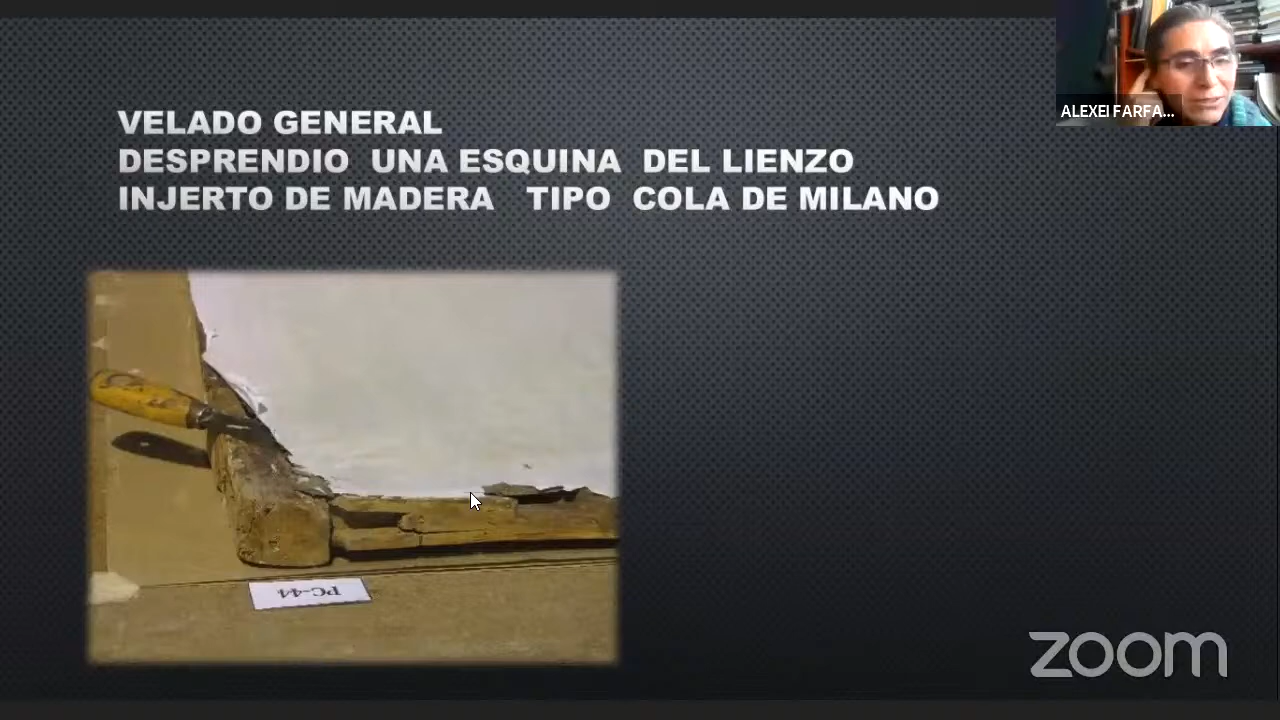 VELADO GENERAL
DESPRENDIO UNA ESQUINA DEL LIENZO
INJERTO DE MADERA TIPO COLA DE MILANO
ALEXEI FARFA...
PC-44
zoom